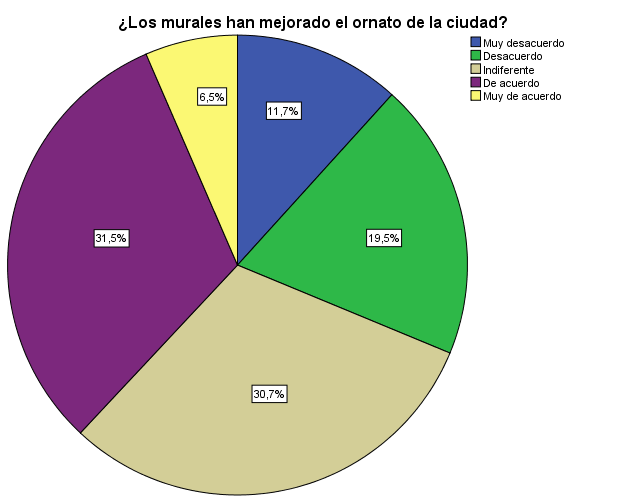 ¿Los murales han mejorado el ornato de la ciudad?
Muy desacuerdo
Desacuerdo
Indiferente
De acuerdo
Muy de acuerdo
6,5%
11,7%
31,5%
19,5%
30,7%